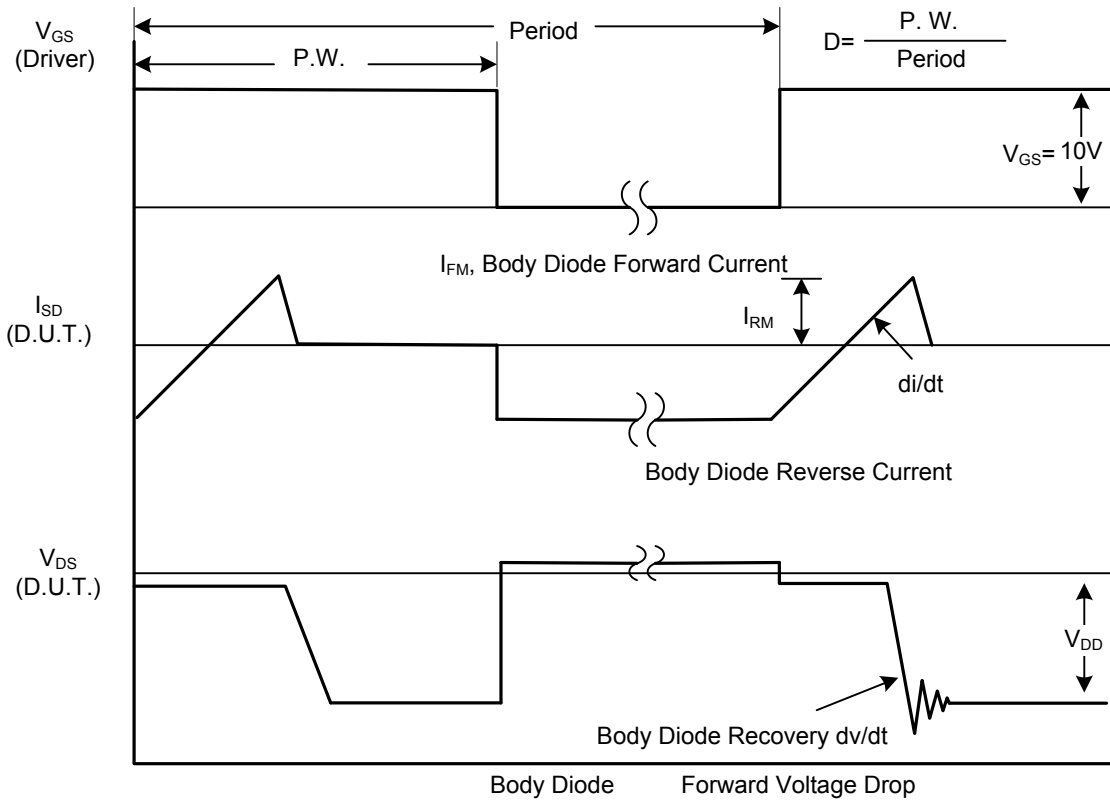 V_GS
(Driver)
Period
P.W.
D= P. W.
Period
V_GS= 10V
I_FM, Body Diode Forward Current
I_SD
(D.U.T.)
I_RM
di/dt
Body Diode Reverse Current
V_DS
(D.U.T.)
V_DD
Body Diode Recovery dv/dt
Body Diode Forward Voltage Drop